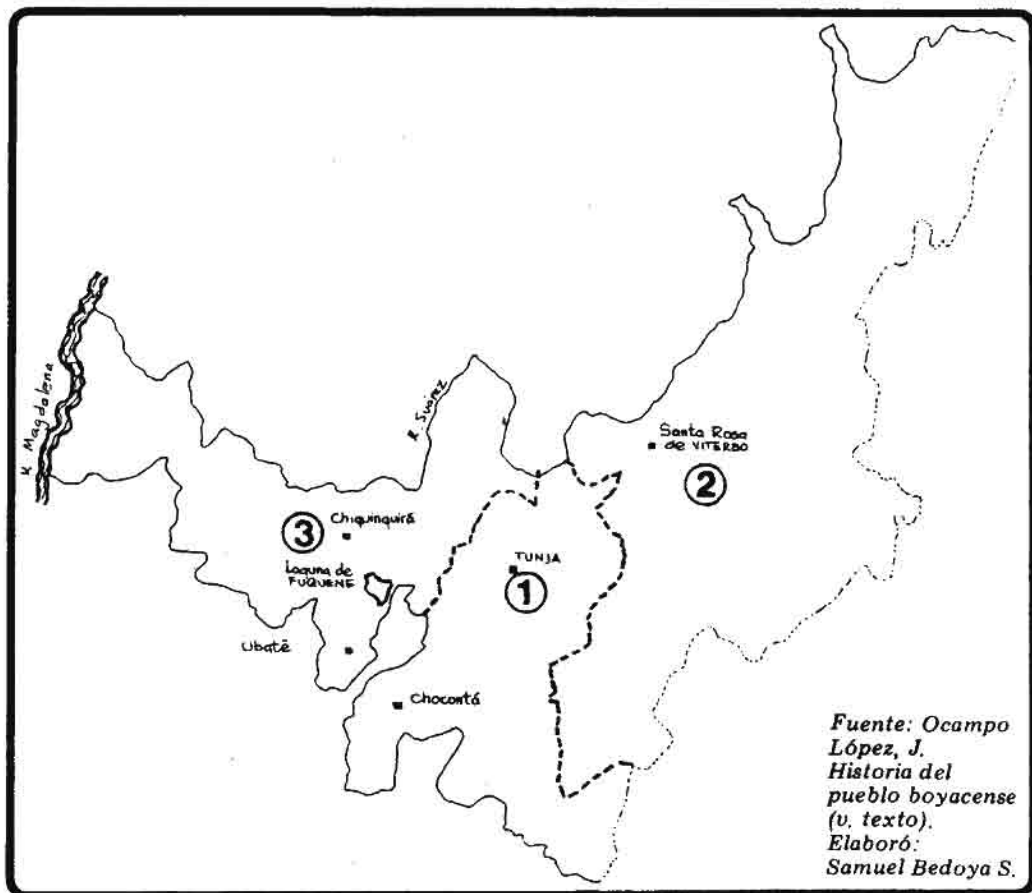 R. Magdalena
R. Suárez
Santa Rosa
de VITERBO
2
3
Chiquinquirá
Laguna de
FUQUENE
TUNJA
1
Ubaté
Chocontá
Fuente: Ocampo
López, J.
Historia del
pueblo boyacense
(v. texto).
Elaboró:
Samuel Bedoya S.